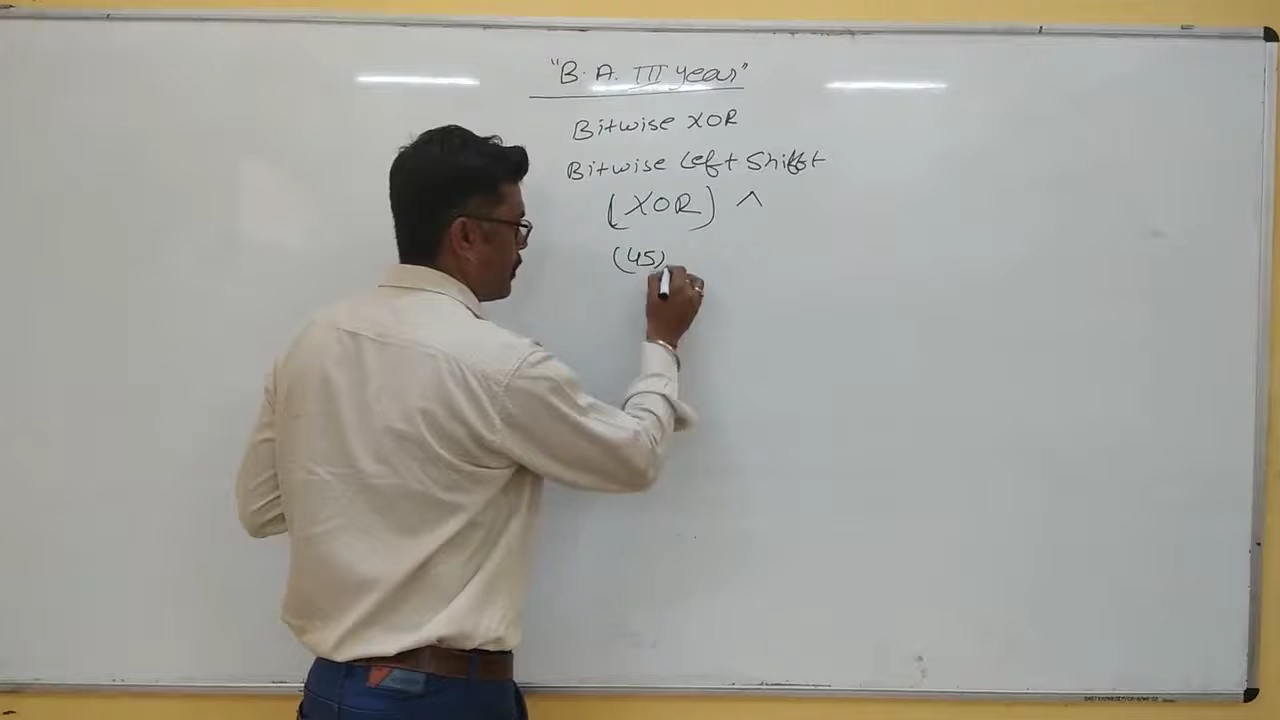 "B. A. III year"
Bitwise XOR
Bitwise Left Shift
(XOR) ^
(45)